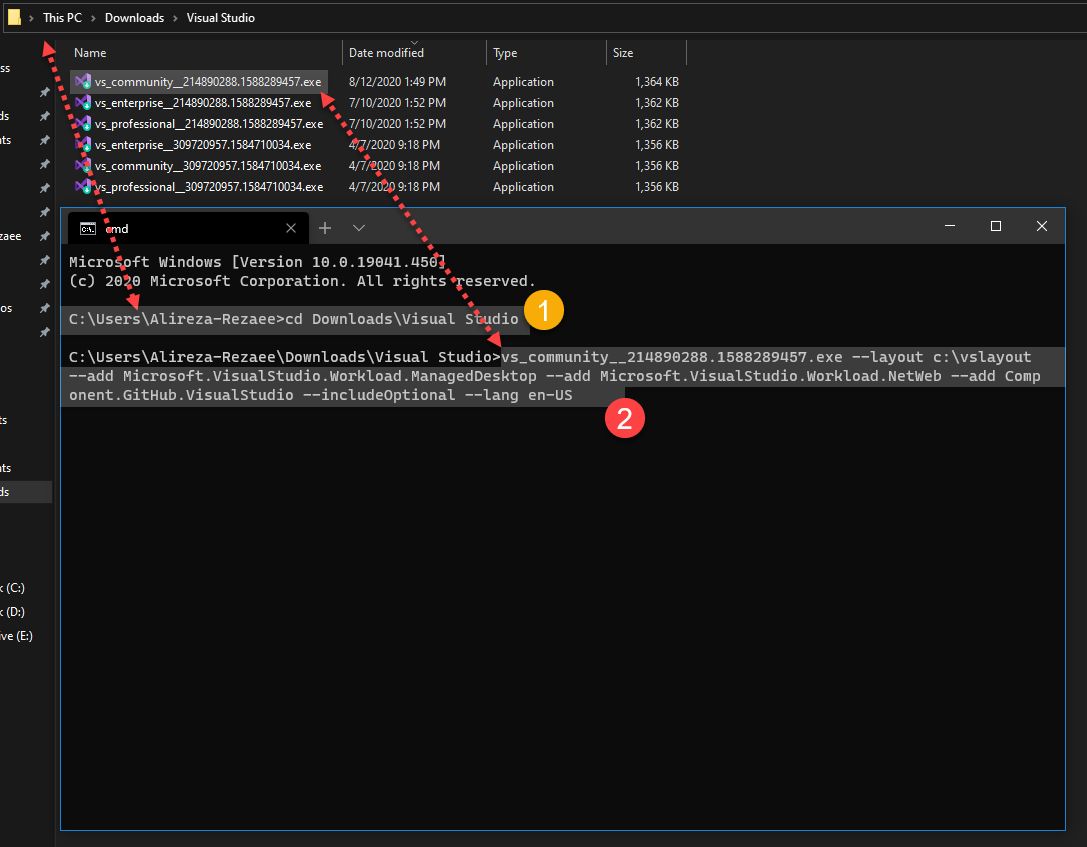 This PC > Downloads > Visual Studio
Name Date modified Type Size
vs_community__214890288.1588289457.exe 8/12/2020 1:49 PM Application 1,364 KB
vs_enterprise__214890288.1588289457.exe 7/10/2020 1:52 PM Application 1,362 KB
vs_professional__214890288.1588289457.exe 7/10/2020 1:52 PM Application 1,362 KB
vs_enterprise__309720957.1584710034.exe 4/7/2020 9:18 PM Application 1,356 KB
vs_community__309720957.1584710034.exe 4/7/2020 9:18 PM Application 1,356 KB
vs_professional__309720957.1584710034.exe 4/7/2020 9:18 PM Application 1,356 KB
ss
ds
nts
zaee
os
ts
nts
ds
k (C:)
k (D:)
ive (E:)
cmd
Microsoft Windows [Version 10.0.19041.450]
(c) 2020 Microsoft Corporation. All rights reserved.
C:\Users\Alireza-Rezaee>cd Downloads\Visual Studio
1
C:\Users\Alireza-Rezaee\Downloads\Visual Studio>vs_community__214890288.1588289457.exe --layout c:\vslayout
--add Microsoft.VisualStudio.Workload.ManagedDesktop --add Microsoft.VisualStudio.Workload.NetWeb --add Comp
onent.GitHub.VisualStudio --includeOptional --lang en-US
2